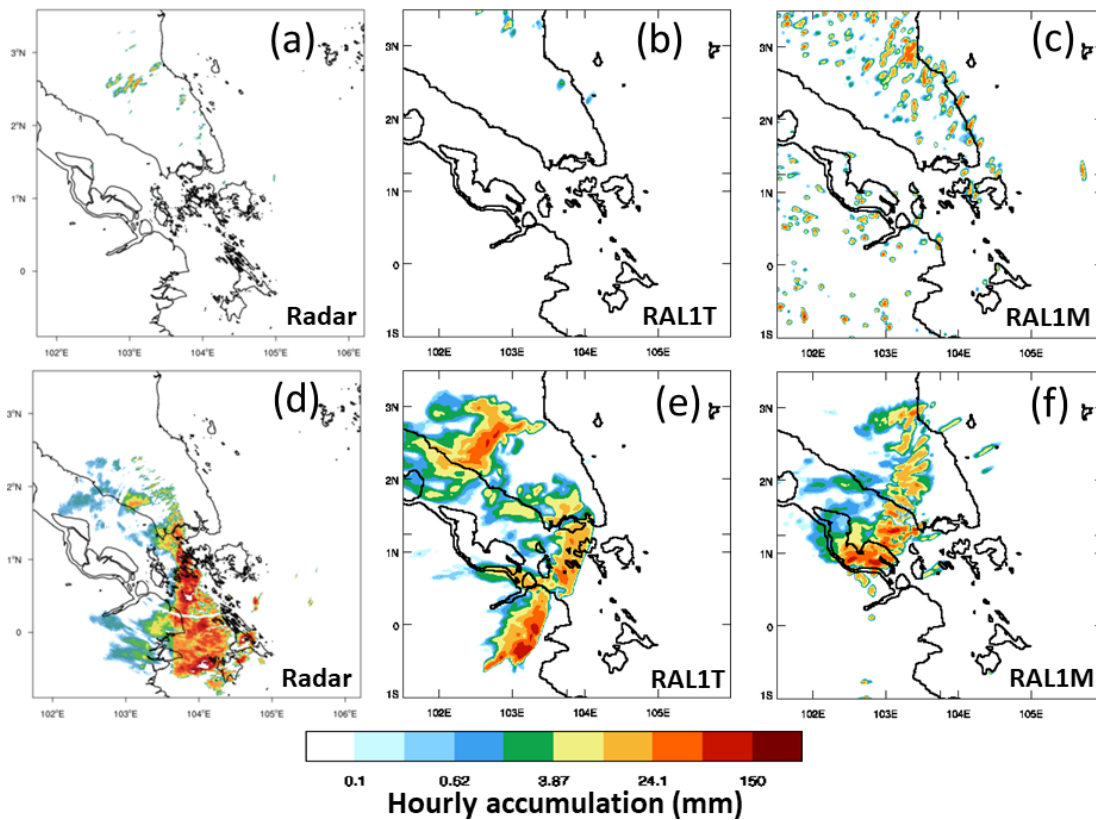 (a)
3°N
2°N
1°N
0
Radar
102°E 103°E 104°E 105°E 106°E
(b)
3N
2N
1N
0
1S
RAL1T
102E 103E 104E 105E
(c)
3N
2N
1N
0
1S
RAL1M
102E 103E 104E 105E
(d)
3°N
2°N
1°N
0
Radar
102°E 103°E 104°E 105°E 106°E
(e)
3N
2N
1N
0
1S
RAL1T
102E 103E 104E 105E
(f)
3N
2N
1N
0
1S
RAL1M
102E 103E 104E 105E
0.1 0.62 3.87 24.1 150
Hourly accumulation (mm)